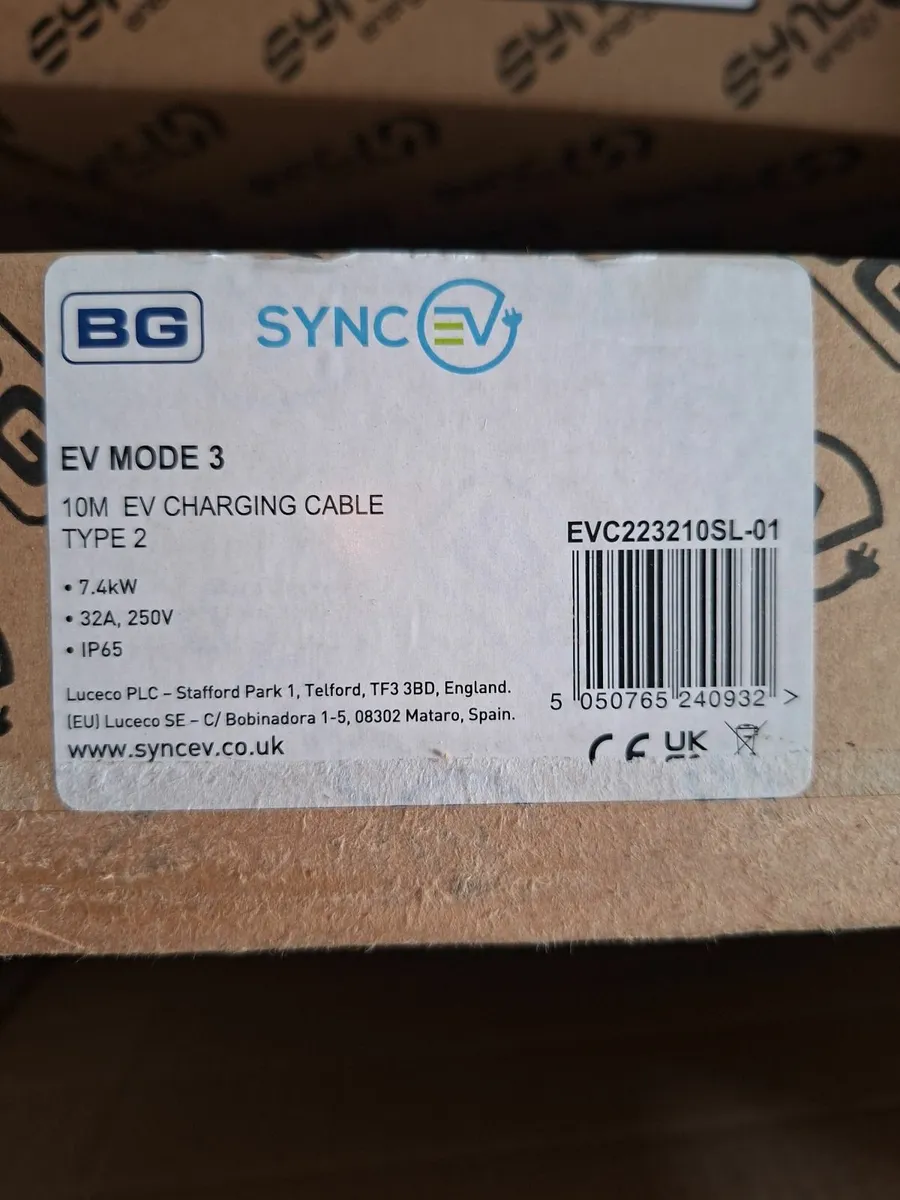 BG SYNC EV
EV MODE 3
10M EV CHARGING CABLE
TYPE 2
• 7.4kW
• 32A, 250V
• IP65
EVC223210SL-01
5 050765 240932 >
Luceco PLC – Stafford Park 1, Telford, TF3 3BD, England.
(EU) Luceco SE – C/ Bobinadora 1-5, 08302 Mataro, Spain.
www.syncev.co.uk
CE UK